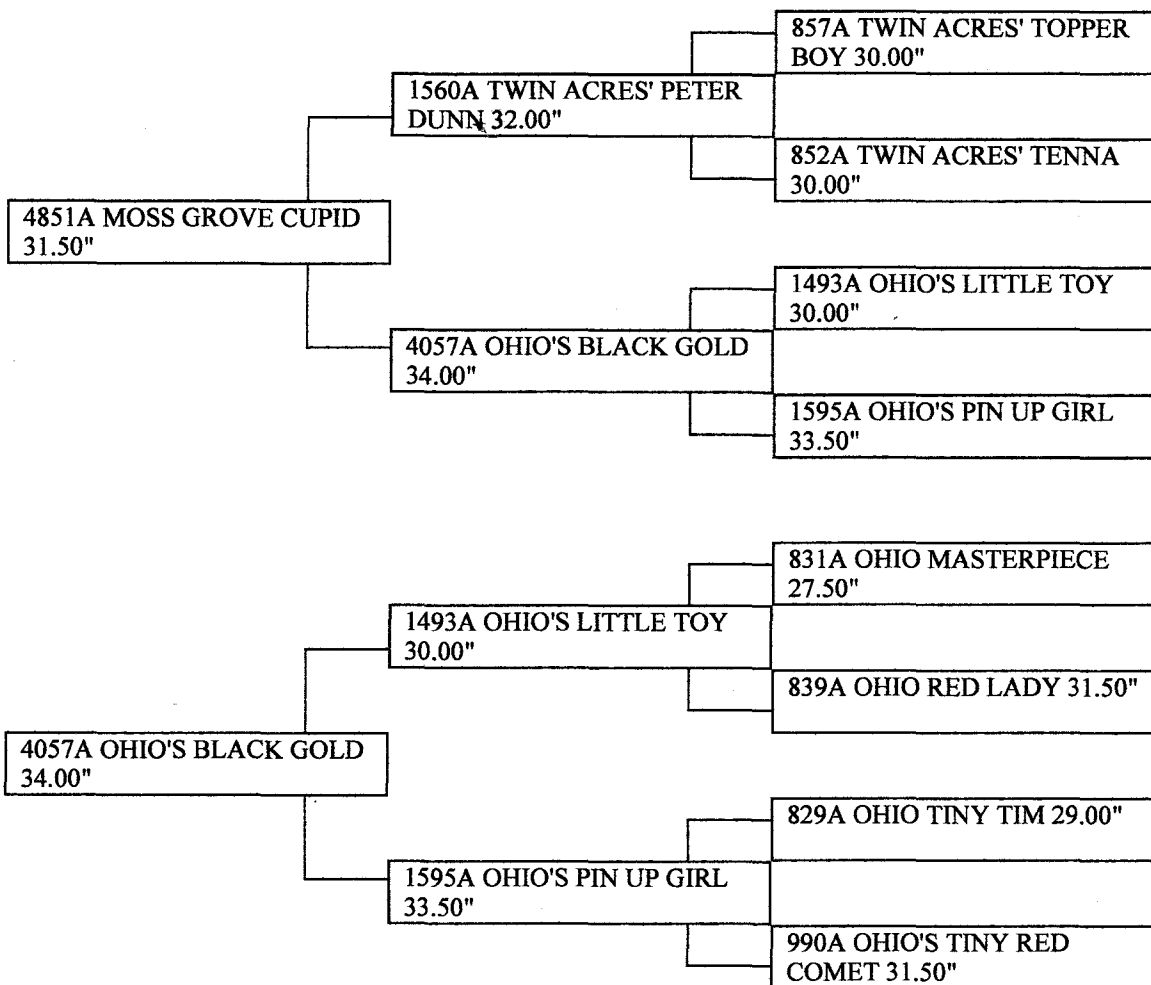 857A TWIN ACRES' TOPPER
BOY 30.00"
1560A TWIN ACRES' PETER
DUNN 32.00"
852A TWIN ACRES' TENNA
30.00"
4851A MOSS GROVE CUPID
31.50"
1493A OHIO'S LITTLE TOY
30.00"
4057A OHIO'S BLACK GOLD
34.00"
1595A OHIO'S PIN UP GIRL
33.50"
831A OHIO MASTERPIECE
27.50"
1493A OHIO'S LITTLE TOY
30.00"
839A OHIO RED LADY 31.50"
4057A OHIO'S BLACK GOLD
34.00"
829A OHIO TINY TIM 29.00"
1595A OHIO'S PIN UP GIRL
33.50"
990A OHIO'S TINY RED
COMET 31.50"